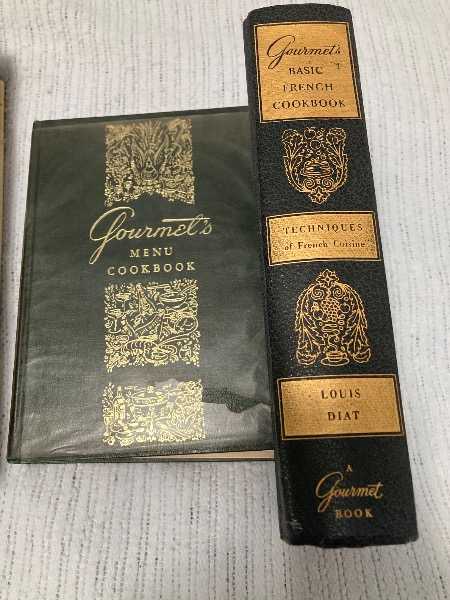 Gourmet's
MENU
COOKBOOK
Gourmet's
BASIC
FRENCH
COOKBOOK
TECHNIQUES
of French Cuisine
LOUIS
DIAT
A
Gourmet
BOOK